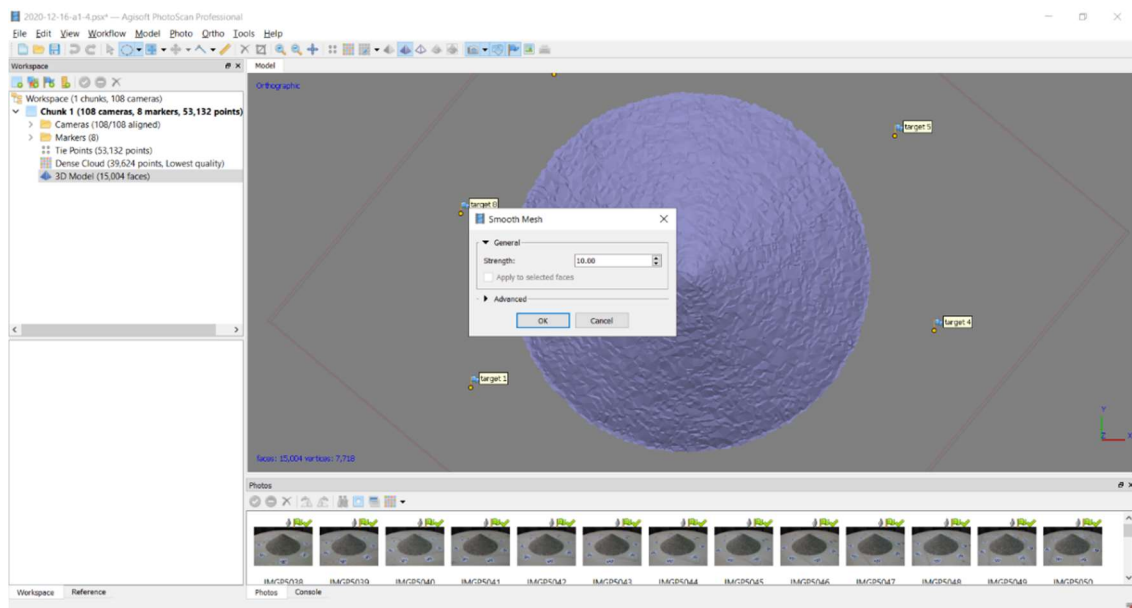 2020-12-16-a1-4.psx* — Agisoft PhotoScan Professional
File Edit View Workflow Model Photo Ortho Tools Help
Workspace
Workspace (1 chunks, 108 cameras)
Chunk 1 (108 cameras, 8 markers, 53,132 points)
Cameras (108/108 aligned)
Markers (8)
Tie Points (53,132 points)
Dense Cloud (39,624 points, Lowest quality)
3D Model (15,004 faces)
Model
Orthographic
target 5
target 8
Smooth Mesh
General
Strength: 10.00
Apply to selected faces
Advanced
OK Cancel
target 4
target 1
Y
Z X
faces: 15,004 vertices: 7,718
Photos
IMGP5038 IMGP5039 IMGP5040 IMGP5041 IMGP5042 IMGP5043 IMGP5044 IMGP5045 IMGP5046 IMGP5047 IMGP5048 IMGP5049 IMGP5050
Workspace Reference
Photos Console